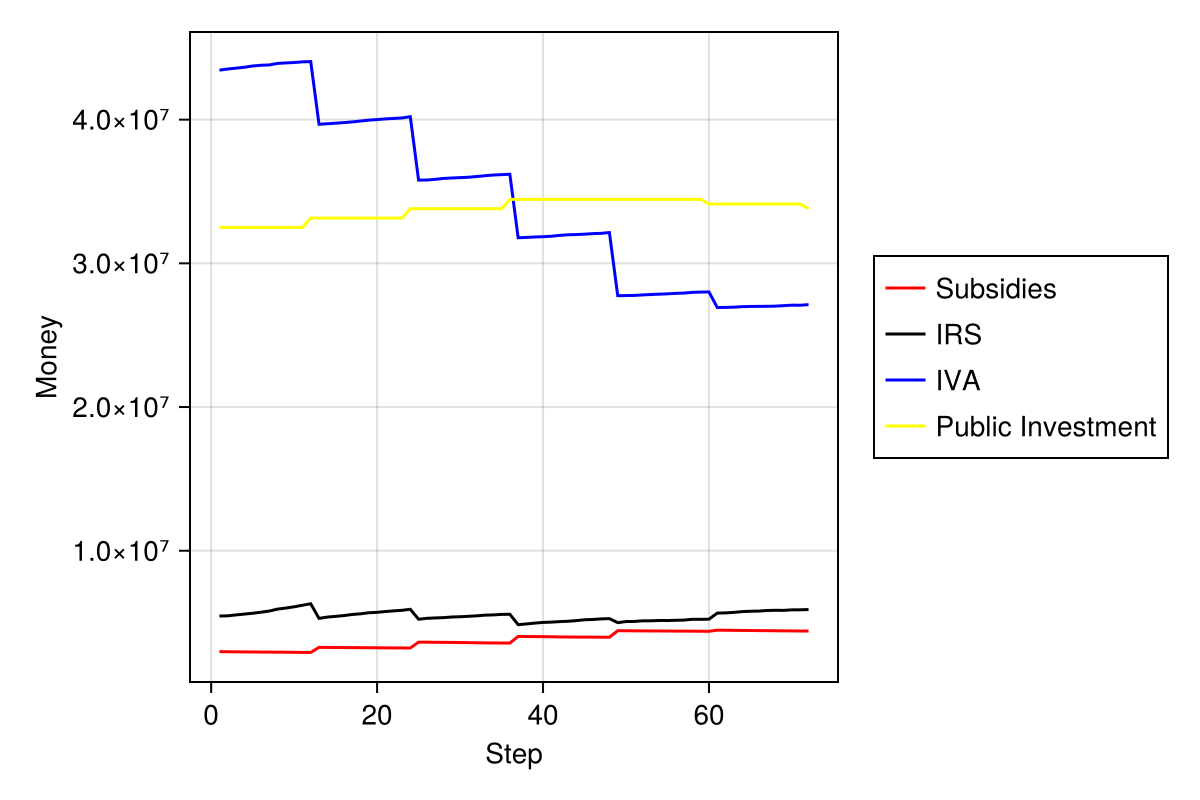 4.0×10⁷
3.0×10⁷
2.0×10⁷
1.0×10⁷
Money
0 20 40 60
Step
Subsidies
IRS
IVA
Public Investment